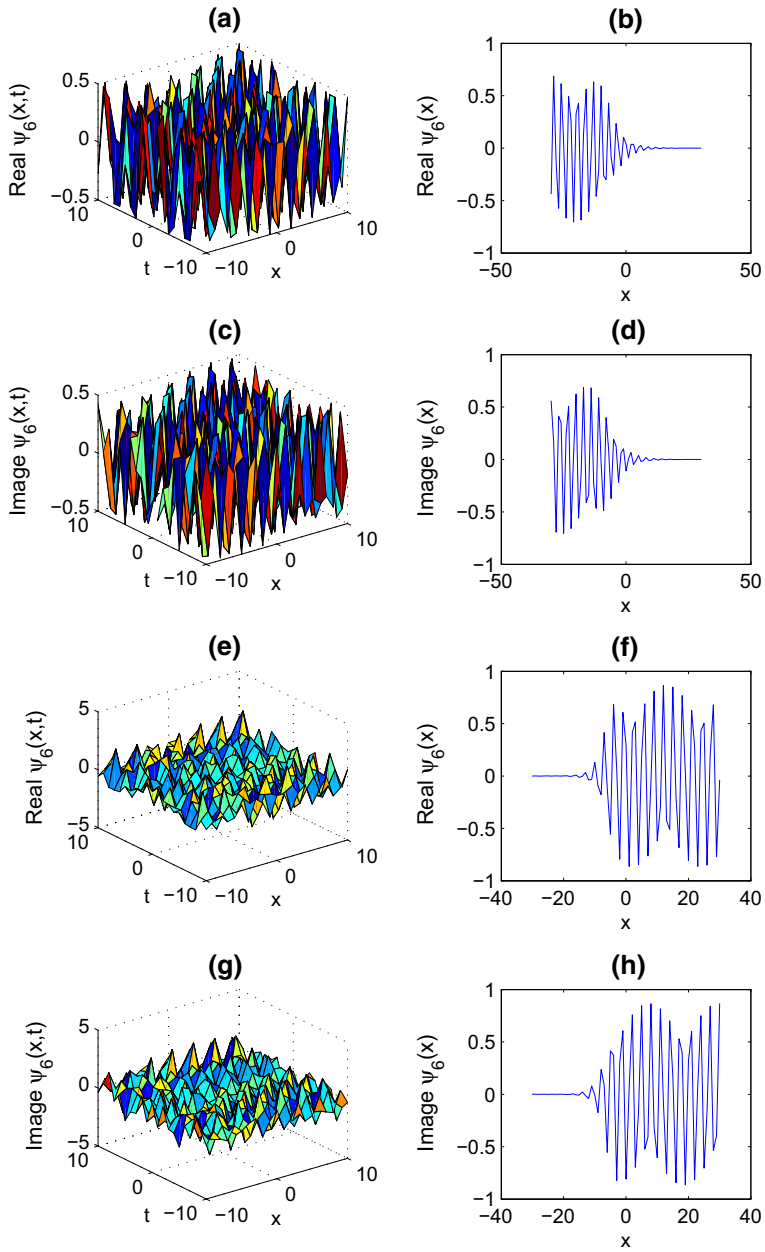 (a)
Real ψ6(x,t)
0.5
0
−0.5
10
0
−10
t
−10
0
10
x
(b)
Real ψ6(x)
1
0.5
0
−0.5
−1
−50
0
50
x
(c)
Image ψ6(x,t)
0.5
0
−0.5
10
0
−10
t
−10
0
10
x
(d)
Image ψ6(x)
1
0.5
0
−0.5
−1
−50
0
50
x
(e)
Real ψ6(x,t)
5
0
−5
10
0
−10
t
−10
0
10
x
(f)
Real ψ6(x)
1
0.5
0
−0.5
−1
−40
−20
0
20
40
x
(g)
Image ψ6(x,t)
5
0
−5
10
0
−10
t
−10
0
10
x
(h)
Image ψ6(x)
1
0.5
0
−0.5
−1
−40
−20
0
20
40
x